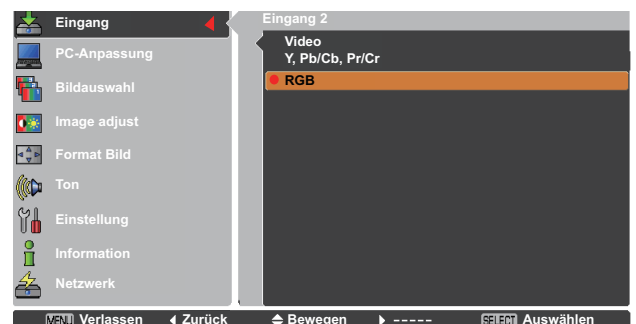 Eingang
PC-Anpassung
Bildauswahl
Image adjust
Format Bild
Ton
Einstellung
Information
Netzwerk
Eingang 2
Video
Y, Pb/Cb, Pr/Cr
RGB
MENU Verlassen Zurück Bewegen ----- SELECT Auswählen